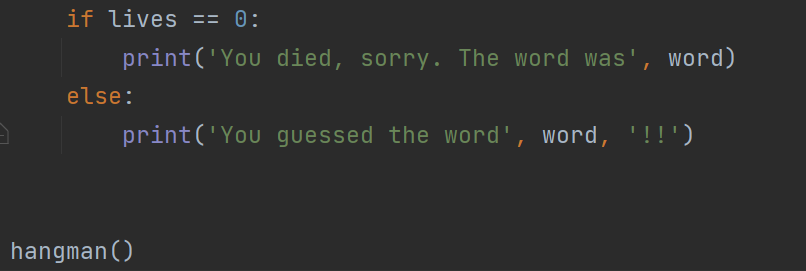 if lives == 0:
print('You died, sorry. The word was', word)
else:
print('You guessed the word', word, '!!')
hangman()